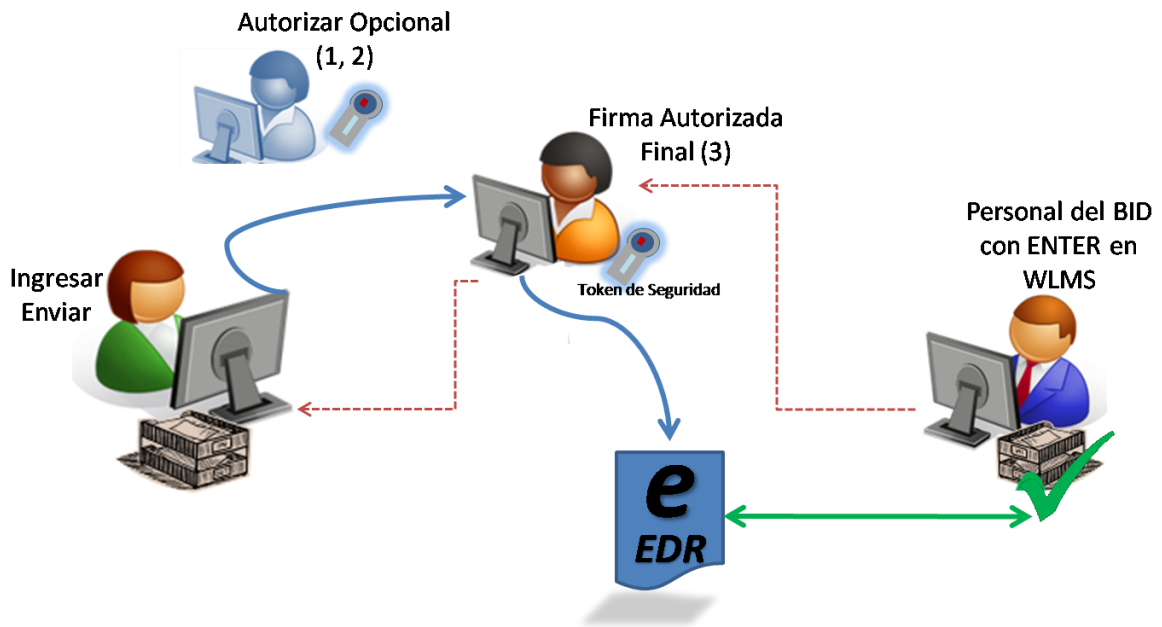 Autorizar Opcional
(1, 2)
Firma Autorizada
Final (3)
Token de Seguridad
Ingresar
Enviar
Personal del BID
con ENTER en
WLMS
e
EDR